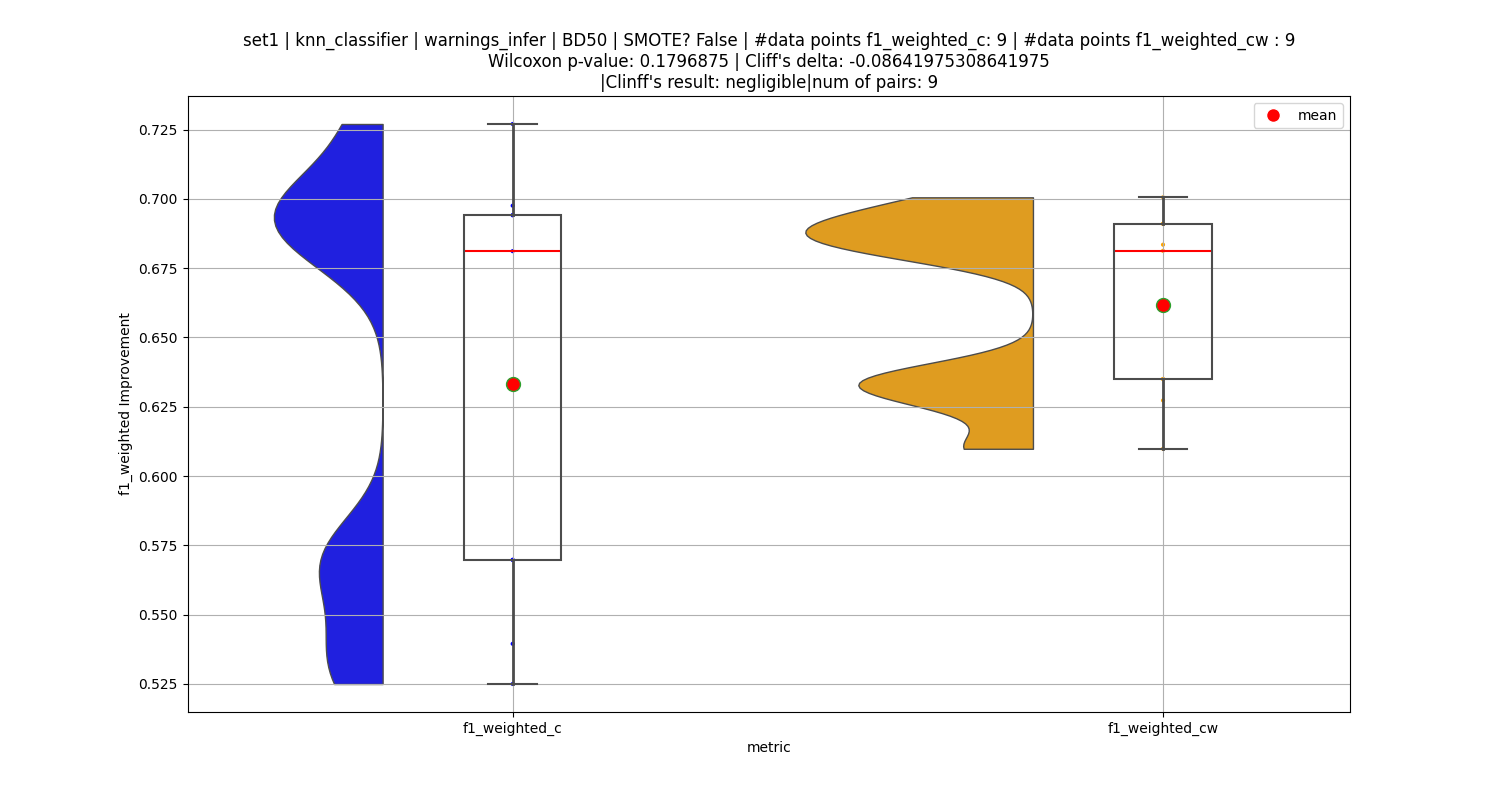 set1 | knn_classifier | warnings_infer | BD50 | SMOTE? False | #data points f1_weighted_c: 9 | #data points f1_weighted_cw : 9
Wilcoxon p-value: 0.1796875 | Cliff's delta: -0.08641975308641975
|Clinff's result: negligible|num of pairs: 9
mean
0.725
0.700
0.675
0.650
0.625
0.600
0.575
0.550
0.525
f1_weighted Improvement
f1_weighted_c
f1_weighted_cw
metric